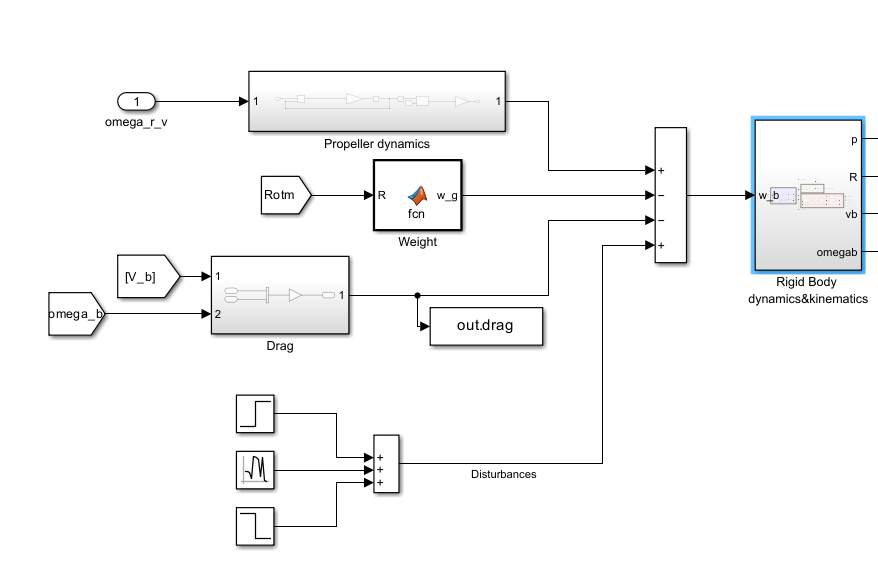 1
omega_r_v
1
1
Propeller dynamics
Rotm
R
fcn
w_g
Weight
+
−
−
+
w_b
p
R
vb
omegab
Rigid Body
dynamics&kinematics
[V_b]
omega_b
1
2
1
Drag
out.drag
+
+
+
Disturbances